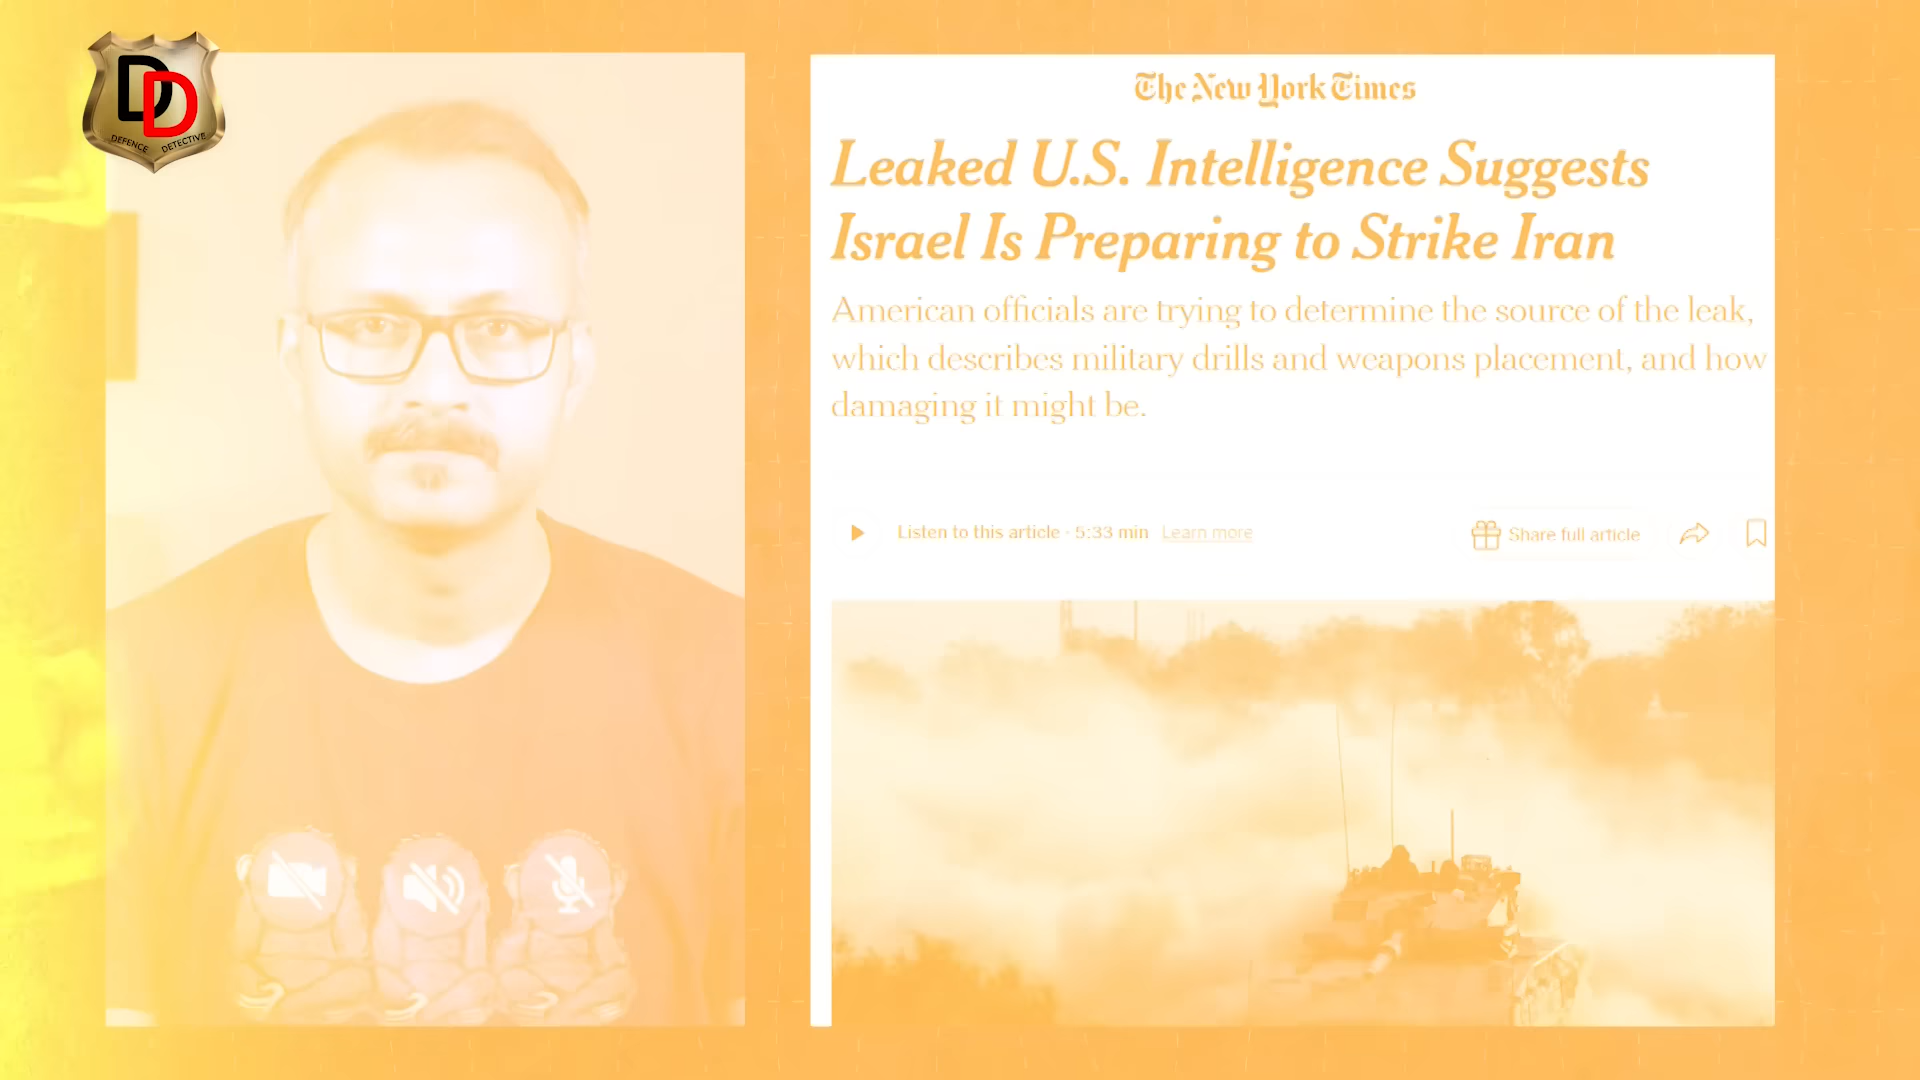 DD
DEFENCE DETECTIVE
The New York Times
Leaked U.S. Intelligence Suggests
Israel Is Preparing to Strike Iran
American officials are trying to determine the source of the leak,
which describes military drills and weapons placement, and how
damaging it might be.
Listen to this article · 5:33 min Learn more
Share full article